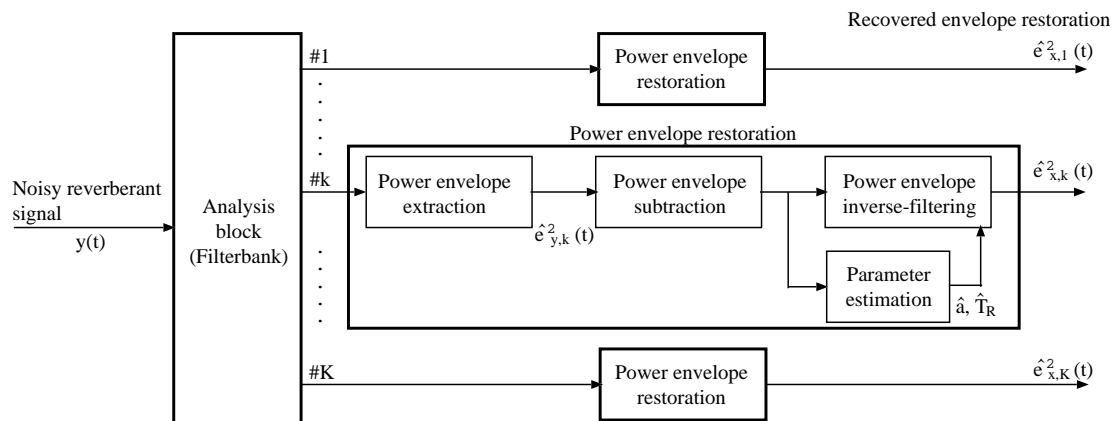 Recovered envelope restoration
#1
Power envelope
restoration
ê²x,1 (t)
Power envelope restoration
#k
Power envelope
extraction
ê²y,k (t)
Power envelope
subtraction
Power envelope
inverse-filtering
ê²x,k (t)
Noisy reverberant
signal
y(t)
Analysis
block
(Filterbank)
Parameter
estimation
â, T̂R
#K
Power envelope
restoration
ê²x,K (t)